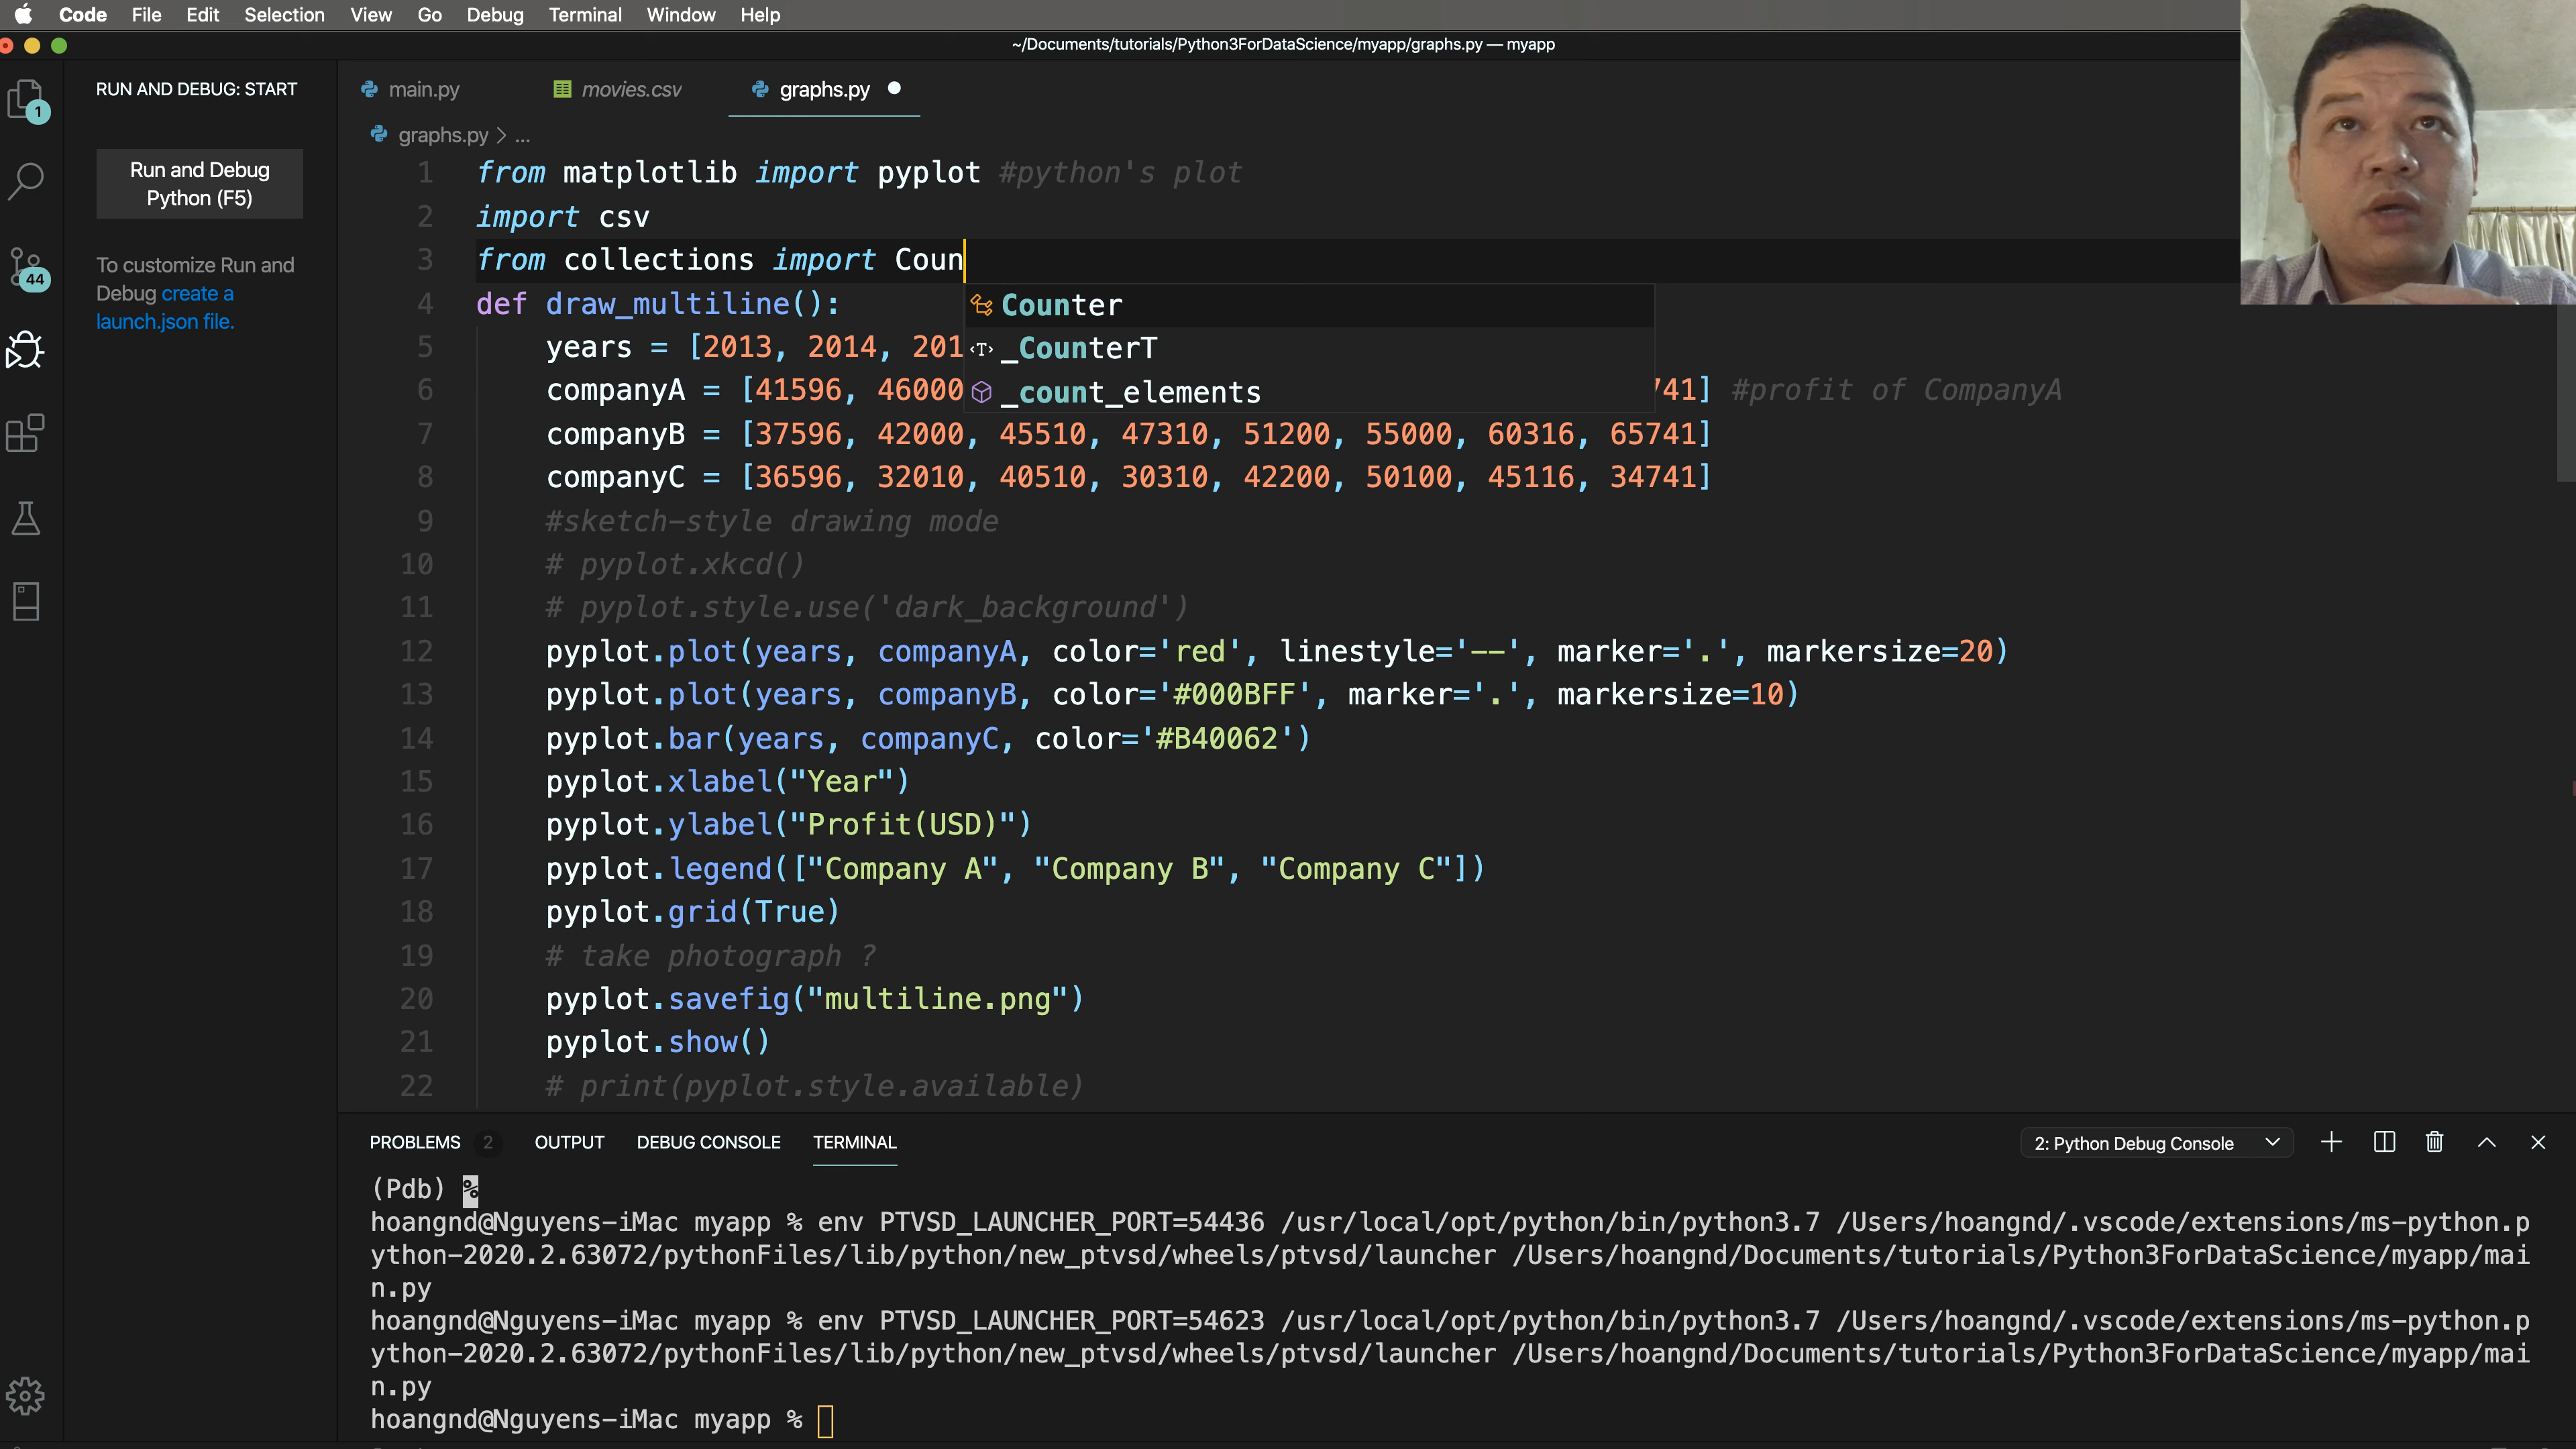 Code File Edit Selection View Go Debug Terminal Window Help
~/Documents/tutorials/Python3ForDataScience/myapp/graphs.py — myapp
RUN AND DEBUG: START
main.py movies.csv graphs.py
1
graphs.py > ...
Run and Debug
Python (F5)
To customize Run and
Debug create a
launch.json file.
44
1 from matplotlib import pyplot #python's plot
2 import csv
3 from collections import Coun
Counter
_CounterT
_count_elements
4 def draw_multiline():
5 years = [2013, 2014, 201
6 companyA = [41596, 46000 741] #profit of CompanyA
7 companyB = [37596, 42000, 45510, 47310, 51200, 55000, 60316, 65741]
8 companyC = [36596, 32010, 40510, 30310, 42200, 50100, 45116, 34741]
9 #sketch-style drawing mode
10 # pyplot.xkcd()
11 # pyplot.style.use('dark_background')
12 pyplot.plot(years, companyA, color='red', linestyle='--', marker='.', markersize=20)
13 pyplot.plot(years, companyB, color='#000BFF', marker='.', markersize=10)
14 pyplot.bar(years, companyC, color='#B40062')
15 pyplot.xlabel("Year")
16 pyplot.ylabel("Profit(USD)")
17 pyplot.legend(["Company A", "Company B", "Company C"])
18 pyplot.grid(True)
19 # take photograph ?
20 pyplot.savefig("multiline.png")
21 pyplot.show()
22 # print(pyplot.style.available)
PROBLEMS 2 OUTPUT DEBUG CONSOLE TERMINAL 2: Python Debug Console
(Pdb) %
hoangnd@Nguyens-iMac myapp % env PTVSD_LAUNCHER_PORT=54436 /usr/local/opt/python/bin/python3.7 /Users/hoangnd/.vscode/extensions/ms-python.p
ython-2020.2.63072/pythonFiles/lib/python/new_ptvsd/wheels/ptvsd/launcher /Users/hoangnd/Documents/tutorials/Python3ForDataScience/myapp/mai
n.py
hoangnd@Nguyens-iMac myapp % env PTVSD_LAUNCHER_PORT=54623 /usr/local/opt/python/bin/python3.7 /Users/hoangnd/.vscode/extensions/ms-python.p
ython-2020.2.63072/pythonFiles/lib/python/new_ptvsd/wheels/ptvsd/launcher /Users/hoangnd/Documents/tutorials/Python3ForDataScience/myapp/mai
n.py
hoangnd@Nguyens-iMac myapp %